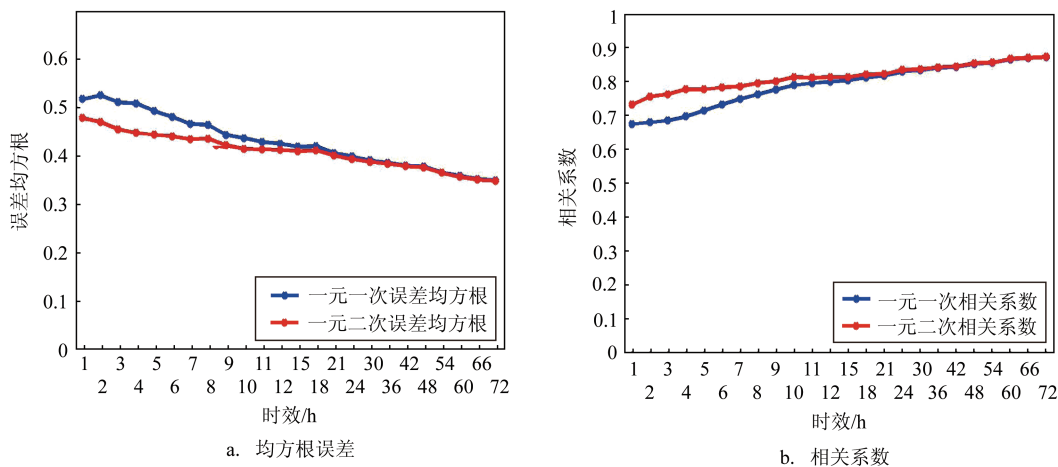 0.6
0.5
0.4
0.3
0.2
0.1
0
误差均方根
一元一次误差均方根
一元二次误差均方根
1 3 5 7 9 11 15 21 30 42 66
2 4 6 8 10 12 18 24 36 48 60 72
时效/h
a. 均方根误差
1
0.9
0.8
0.7
0.6
0.5
0.4
0.3
0.2
0.1
0
相关系数
一元一次相关系数
一元二次相关系数
1 3 5 7 9 11 15 21 30 42 54 66
2 4 6 8 10 12 18 24 36 48 60 72
时效/h
b. 相关系数